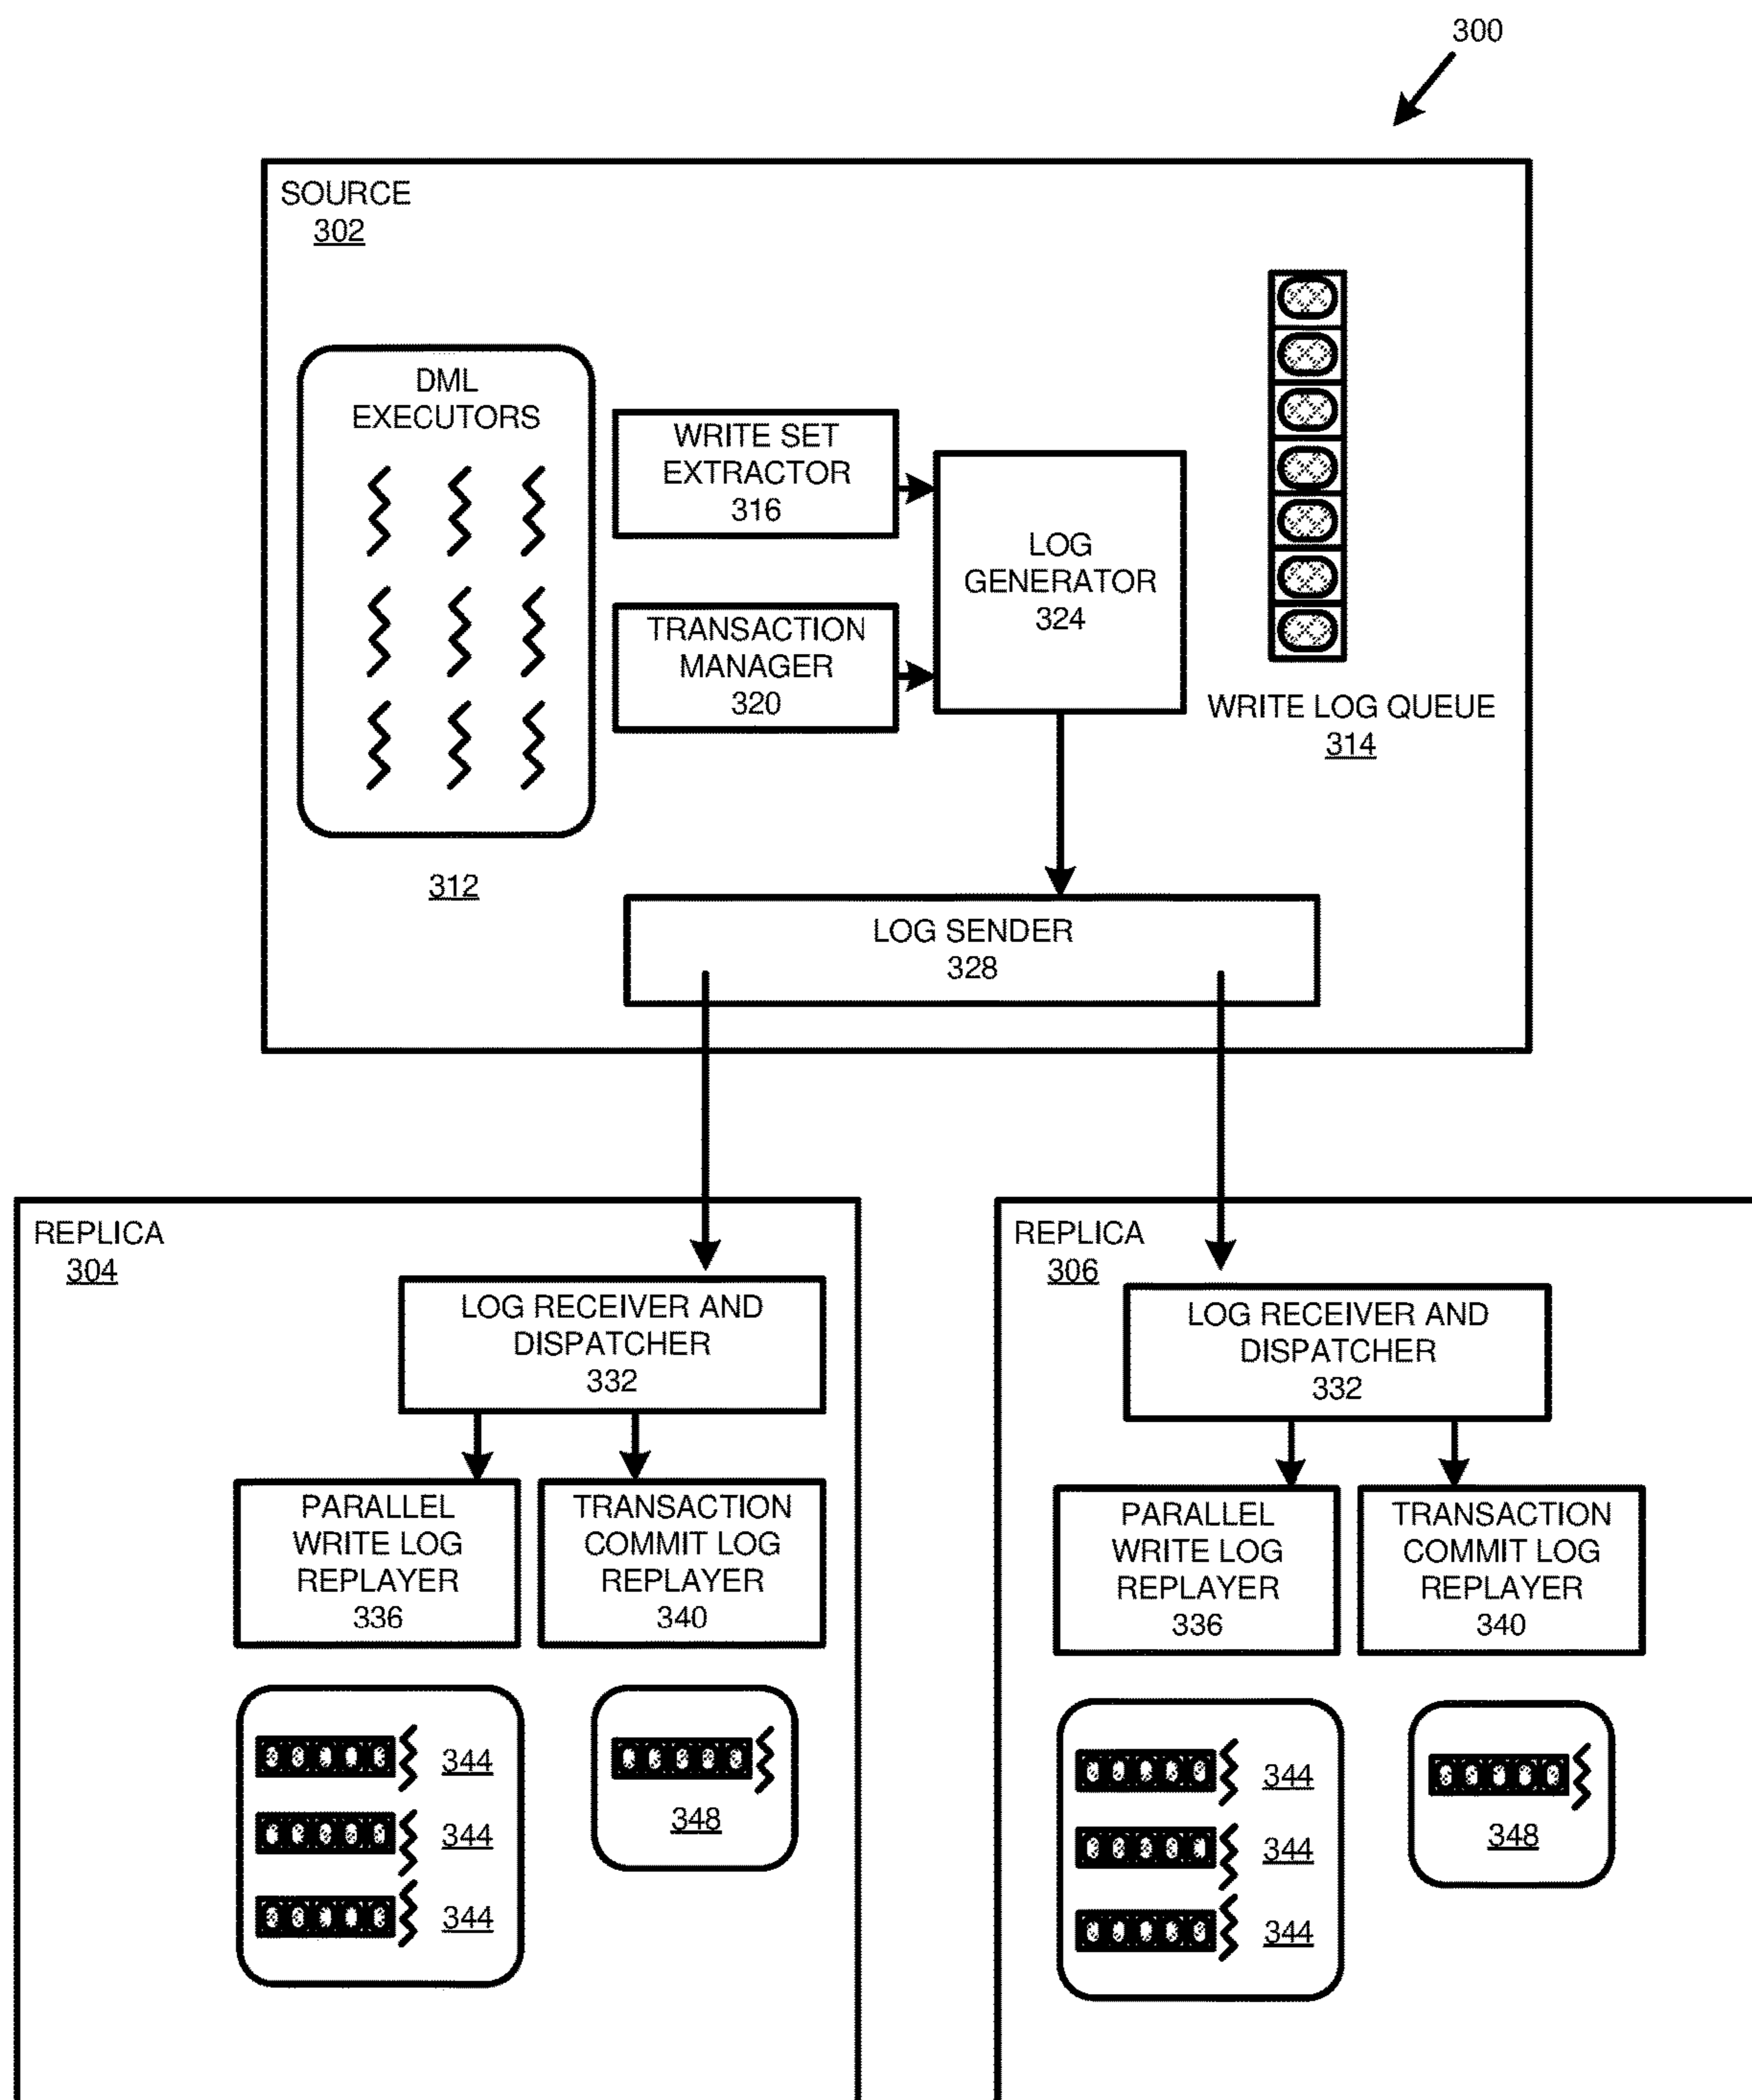 300
SOURCE
302
DML
EXECUTORS
312
WRITE SET
EXTRACTOR
316
TRANSACTION
MANAGER
320
LOG
GENERATOR
324
WRITE LOG QUEUE
314
LOG SENDER
328
REPLICA
304
LOG RECEIVER AND
DISPATCHER
332
PARALLEL
WRITE LOG
REPLAYER
336
TRANSACTION
COMMIT LOG
REPLAYER
340
344
344
344
348
REPLICA
306
LOG RECEIVER AND
DISPATCHER
332
PARALLEL
WRITE LOG
REPLAYER
336
TRANSACTION
COMMIT LOG
REPLAYER
340
344
344
344
348